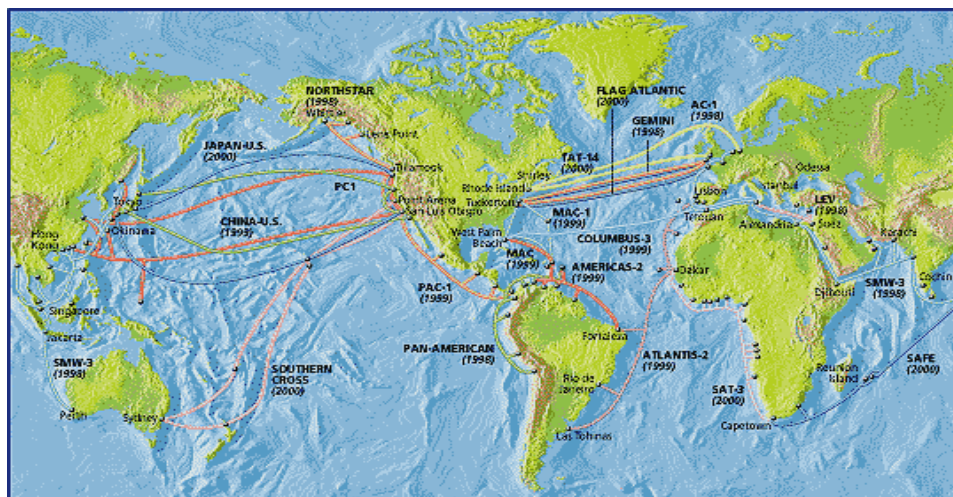 NORTHSTAR
(1998)
Whittier
Lena Point
JAPAN-U.S.
(2000)
Tillamook
PC1
Point Arena
San Luis Obispo
Tokyo
Okinawa
CHINA-U.S.
(1999)
Hong
Kong
Singapore
Jakarta
SMW-3
(1998)
Perth
Sydney
SOUTHERN
CROSS
(2000)
PAC-1
(1999)
PAN-AMERICAN
(1998)
FLAG ATLANTIC
(2000)
AC-1
(1998)
GEMINI
(1998)
TAT-14
(2000)
Shirley
Rhode Island
Tuckerton
West Palm
Beach
MAC-1
(1999)
MAC
(1999)
COLUMBUS-3
(1999)
AMERICAS-2
(1999)
Fortaleza
ATLANTIS-2
(1999)
Rio de
Janeiro
Las Toninas
Lisbon
Tetouan
Istanbul
Odessa
LEV
(1998)
Suez
Alexandria
Karachi
Djibouti
SMW-3
(1998)
Cochin
Dakar
SAT-3
(2000)
Capetown
Reunion
Island
SAFE
(2000)